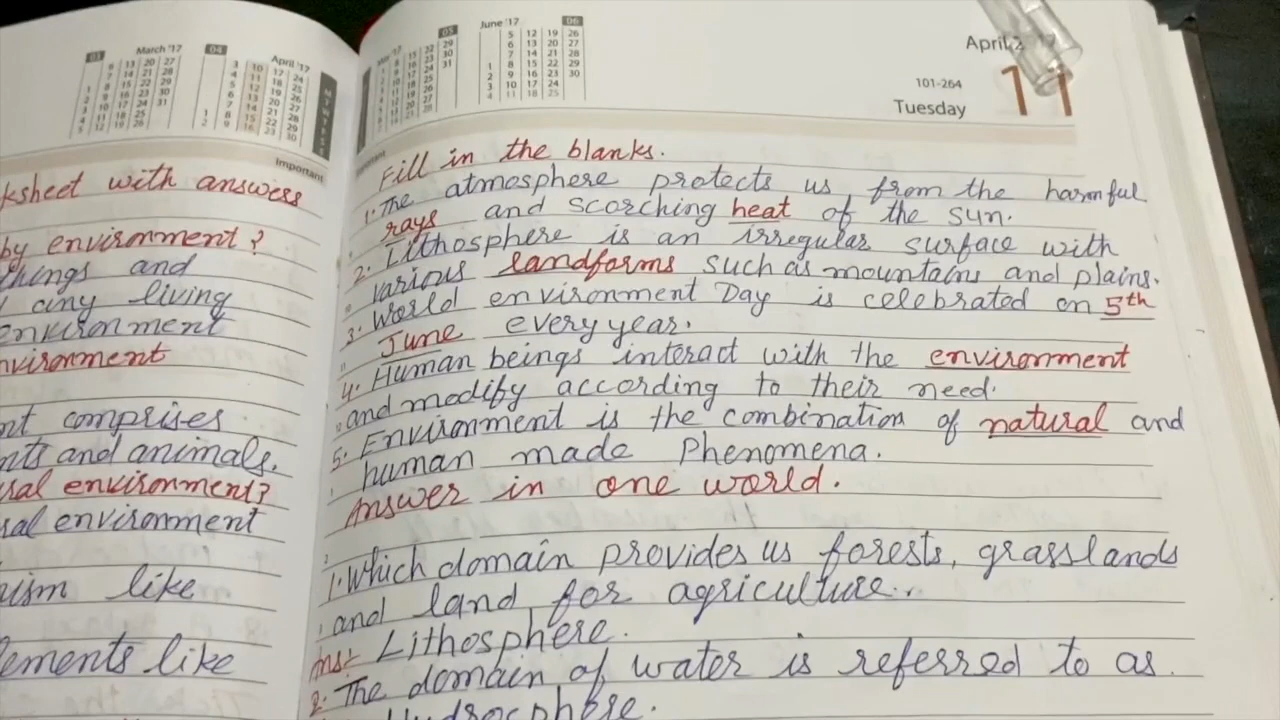 March '17
April '17
important
ksheet with answers
by environment?
things and
any living
environment
nvironment
nt comprises
nts and animals.
ral environment?
ral environment
ism like
lements like
June '17
April 2 17
101-264
Tuesday
11
Fill in the blanks.
1. The atmosphere protects us from the harmful
rays and scorching heat of the sun.
2. Lithosphere is an irregular surface with
various landforms such as mountains and plains.
3. World environment Day is celebrated on 5th
June every year.
4. Human beings interact with the environment
and modify according to their need.
5. Environment is the combination of natural and
human made Phenomena.
Answer in one world.
1. Which domain provides us forests, grasslands
and land for agriculture..
Ans:- Lithosphere.
2. The domain of water is referred to as.
Hydrosphere.